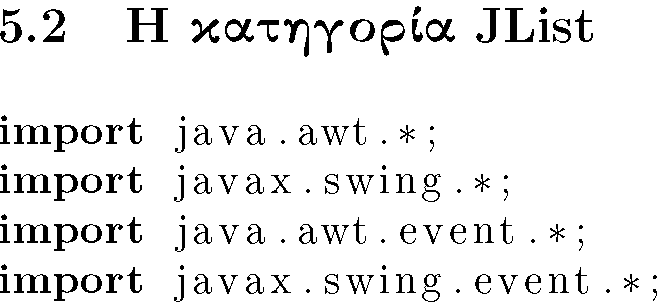 5.2 Η κατηγορία JList
import java.awt.*;
import javax.swing.*;
import java.awt.event.*;
import javax.swing.event.*;